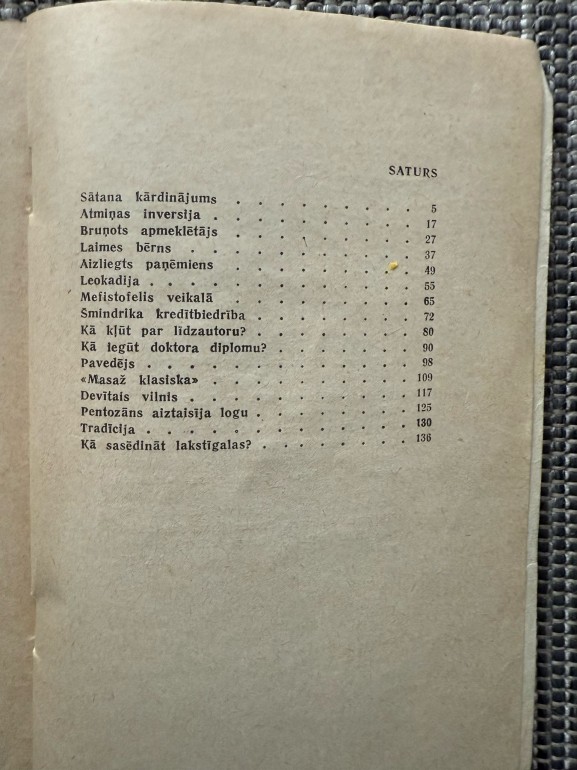 SATURS
Sātana kārdinājums . . . . . . . . . 5
Atmiņas inversija . . . . . . . . . . 17
Bruņots apmeklētājs . . . . . . . . . 27
Laimes bērns . . . . . . . . . . . 37
Aizliegts paņēmiens . . . . . . . . . 49
Leokadija . . . . . . . . . . . . . 55
Mefistofelis veikalā . . . . . . . . . 65
Šmindrika kredītbiedrība . . . . . . . . 72
Kā kļūt par līdzautoru? . . . . . . . . 80
Kā iegūt doktora diplomu? . . . . . . . 90
Pavedējs . . . . . . . . . . . . . 98
«Masaž klasiska» . . . . . . . . . . 109
Devītais vilnis . . . . . . . . . . . 117
Pentozāns aiztaisīja logu . . . . . . . . 125
Tradīcija . . . . . . . . . . . . . 130
Kā sasēdināt lakstīgalas? . . . . . . . . 136